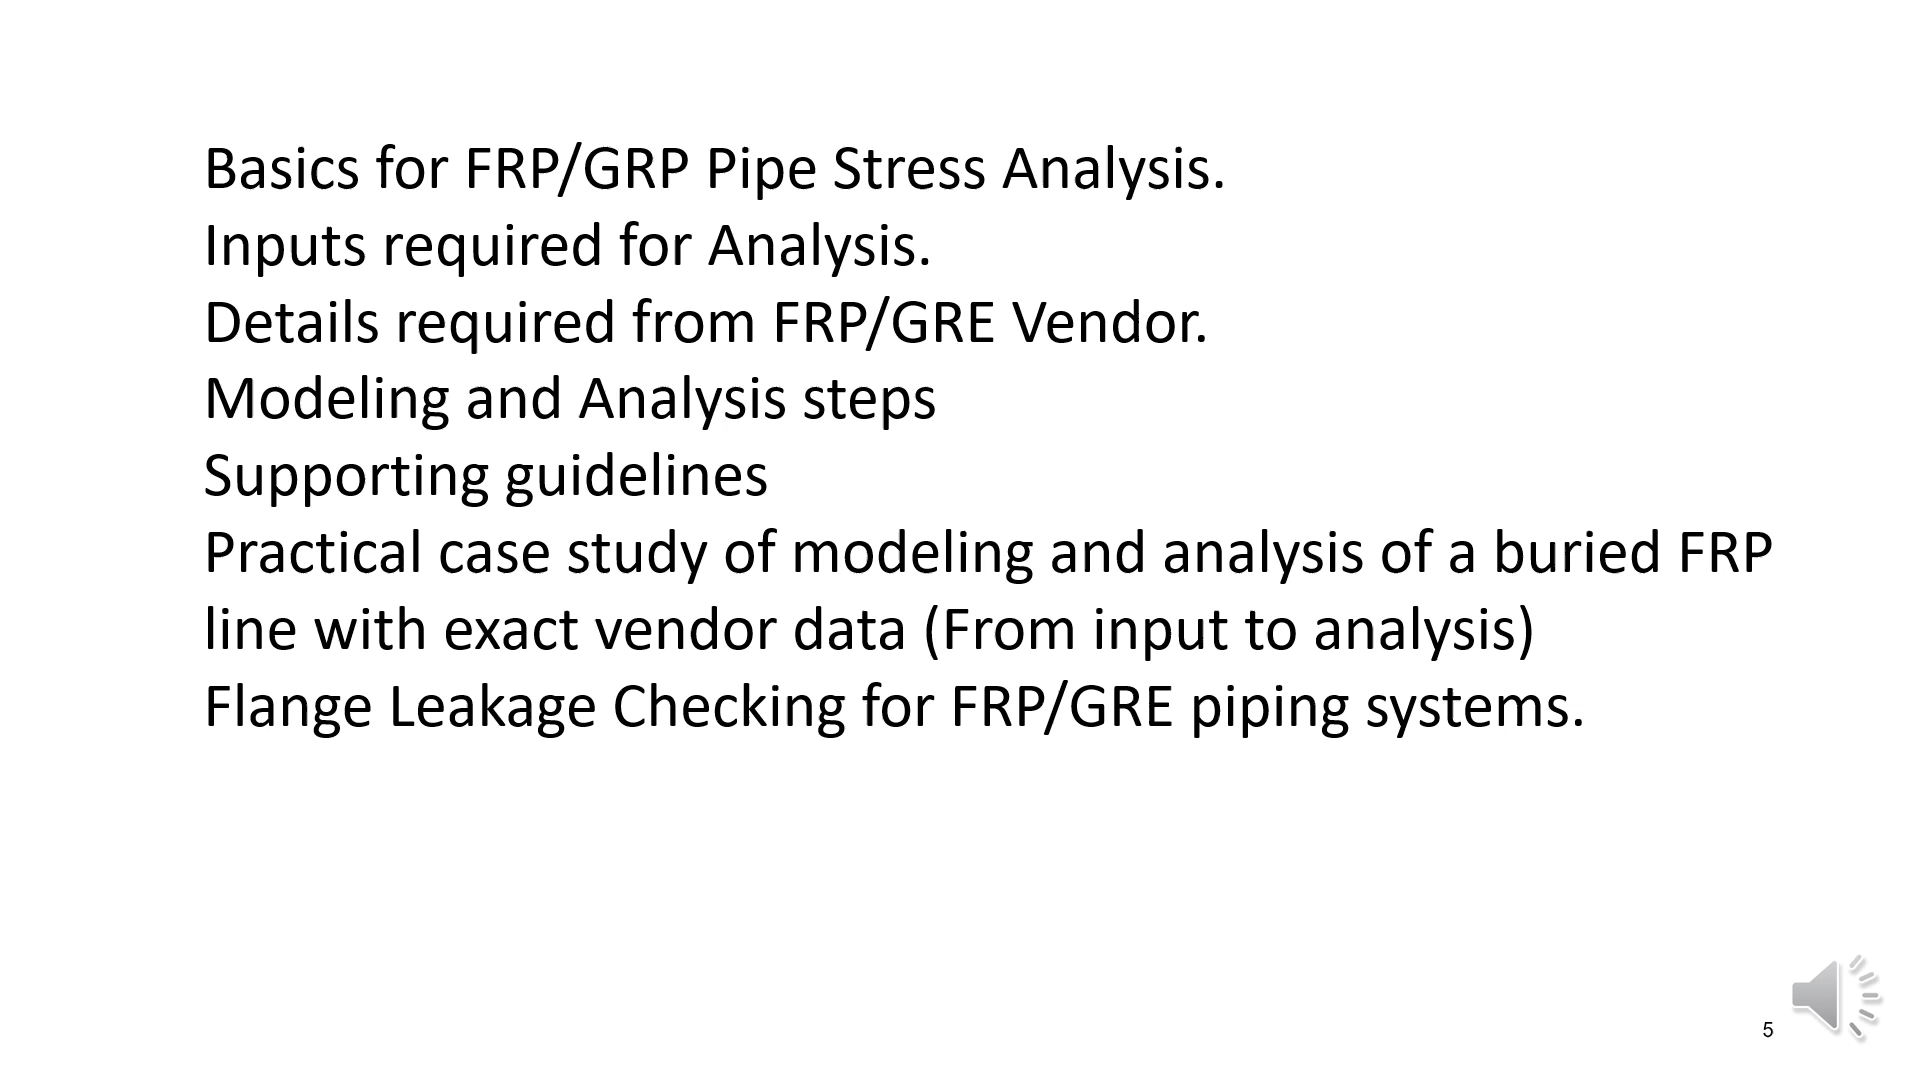 Basics for FRP/GRP Pipe Stress Analysis.
Inputs required for Analysis.
Details required from FRP/GRE Vendor.
Modeling and Analysis steps
Supporting guidelines
Practical case study of modeling and analysis of a buried FRP
line with exact vendor data (From input to analysis)
Flange Leakage Checking for FRP/GRE piping systems.
5